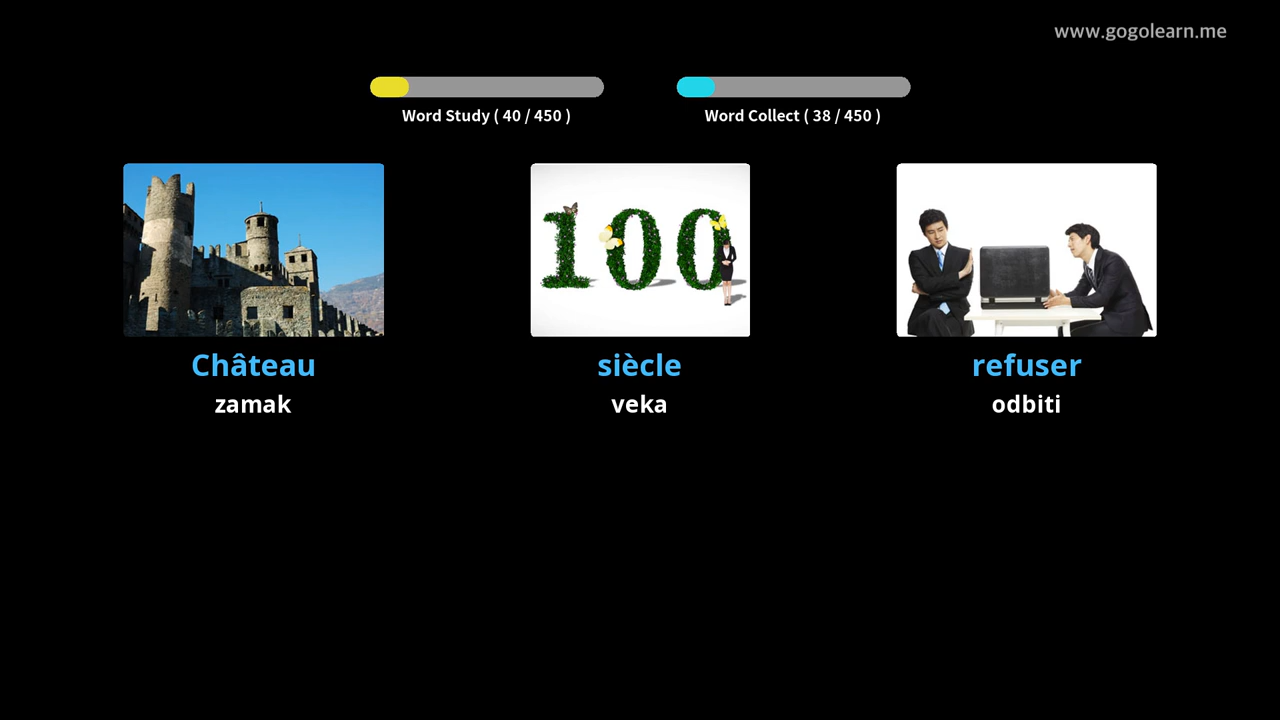 www.gogolearn.me
Word Study ( 40 / 450 )
Word Collect ( 38 / 450 )
100
Château
siècle
refuser
zamak
veka
odbiti